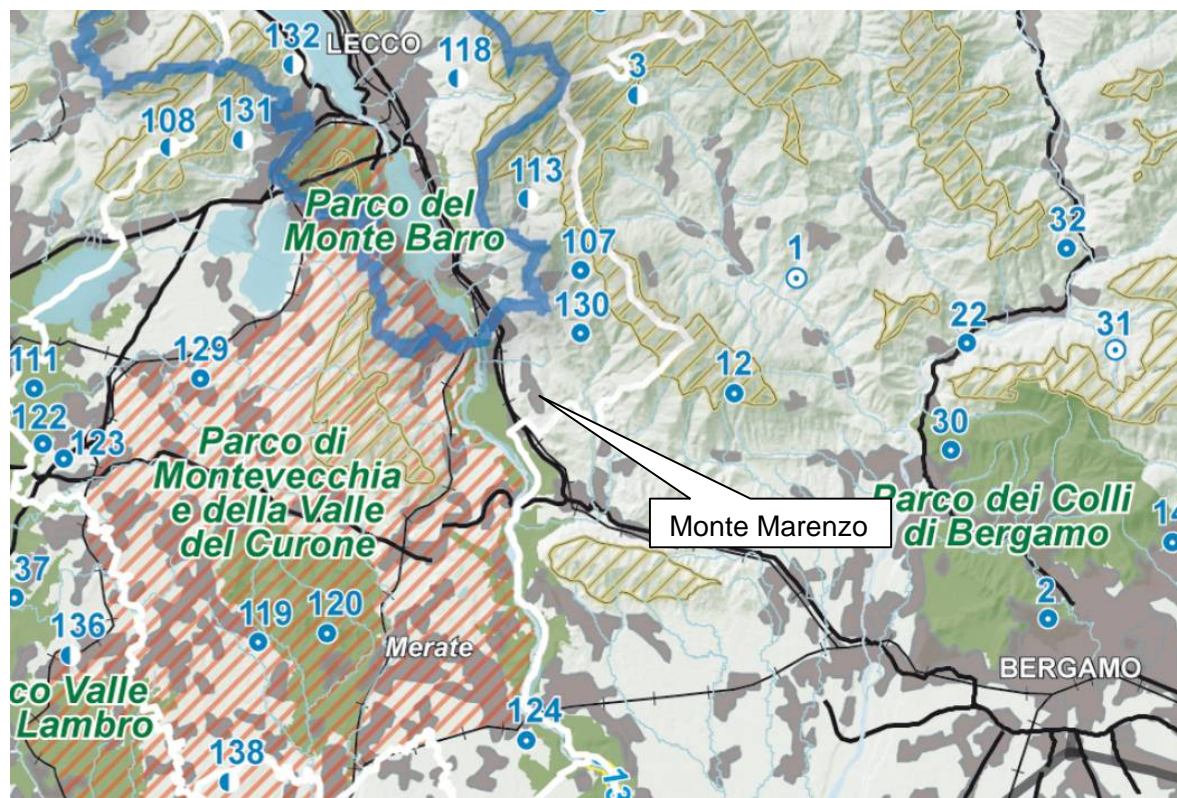 132
LECCO
118
3
108
131
113
Parco del
Monte Barro
107
1
32
130
22
31
111
129
12
122
123
30
Parco di
Montevecchia
e della Valle
del Curone
Monte Marenzo
Parco dei Colli
di Bergamo
14
37
119
120
2
136
Merate
BERGAMO
co Valle
Lambro
124
138